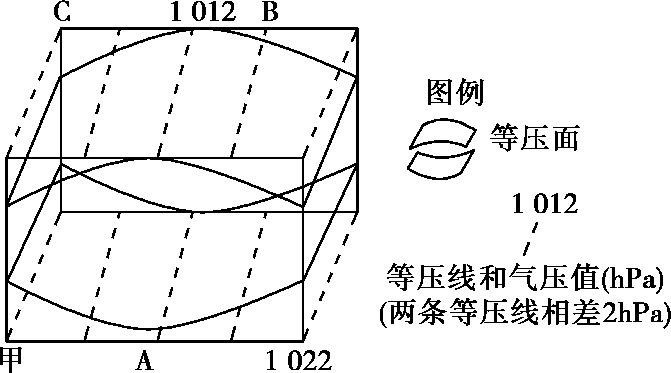 C 1 012 B
图例
等压面
1 012
等压线和气压值(hPa)
(两条等压线相差2hPa)
甲 A 1 022